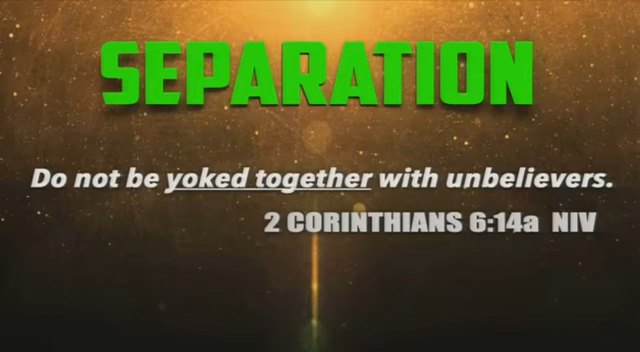 SEPARATION
Do not be yoked together with unbelievers.
2 CORINTHIANS 6:14a NIV